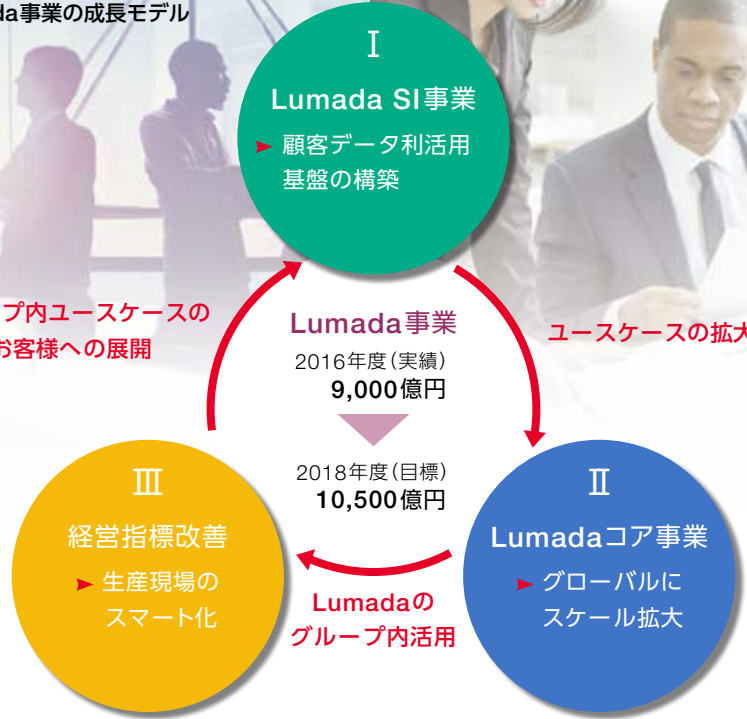 da事業の成長モデル
Ⅰ
Lumada SI事業
➤ 顧客データ利活用
基盤の構築
プ内ユースケースの
お客様への展開
Lumada事業
2016年度(実績)
9,000億円
2018年度(目標)
10,500億円
ユースケースの拡大
Ⅲ
経営指標改善
➤ 生産現場の
スマート化
Ⅱ
Lumadaコア事業
➤ グローバルに
スケール拡大
Lumadaの
グループ内活用